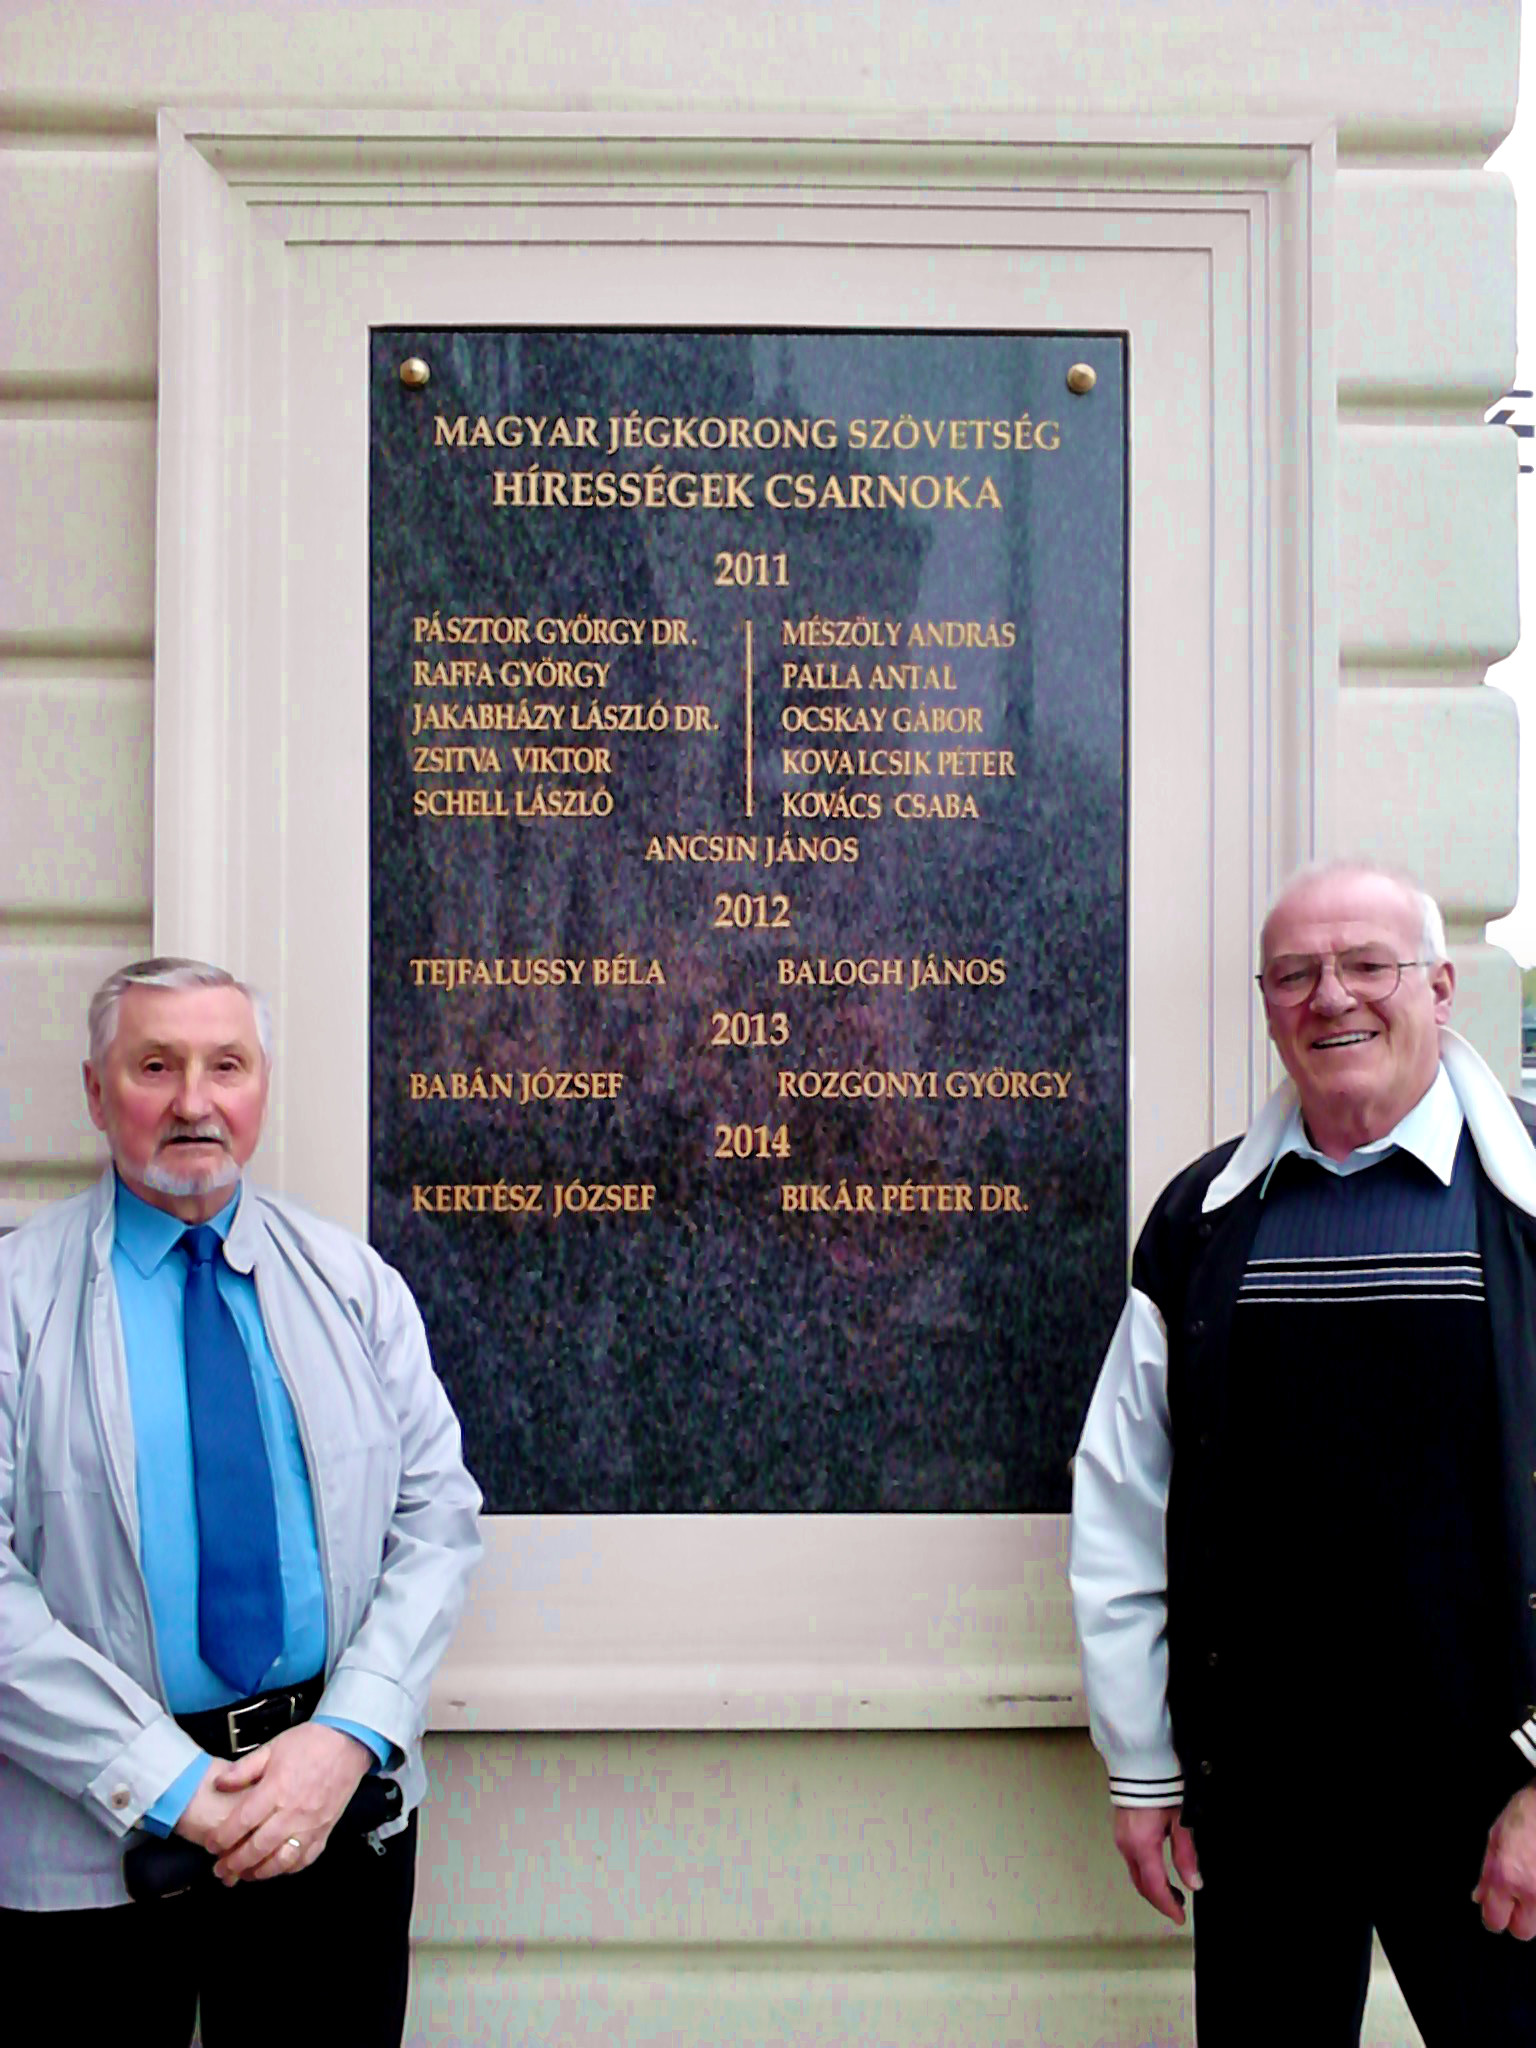 MAGYAR JÉGKORONG SZÖVETSÉG
HÍRESSÉGEK CSARNOKA
2011
PÁSZTOR GYÖRGY DR.
RAFFA GYÖRGY
JAKABHÁZY LÁSZLÓ DR.
ZSITVA VIKTOR
SCHELL LÁSZLÓ
MÉSZÖLY ANDRÁS
PALLA ANTAL
OCSKAY GÁBOR
KOVALCSIK PÉTER
KOVÁCS CSABA
ANCSIN JÁNOS
2012
TEJFALUSSY BÉLA BALOGH JÁNOS
2013
BABÁN JÓZSEF ROZGONYI GYÖRGY
2014
KERTÉSZ JÓZSEF BIKÁR PÉTER DR.